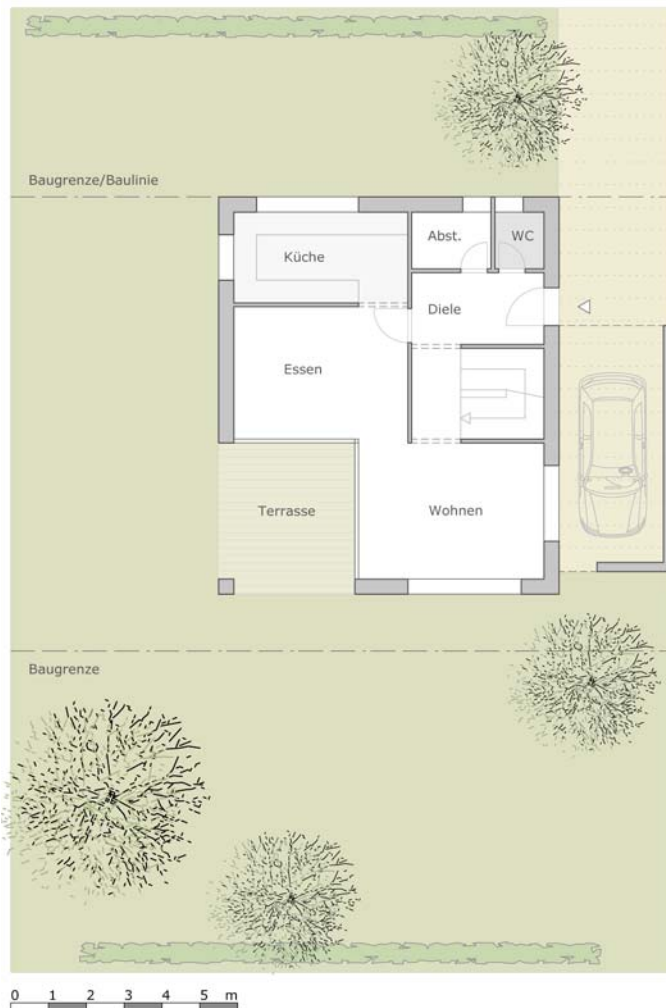 Baugrenze/Baulinie
Küche
Abst.
WC
Diele
Essen
Terrasse
Wohnen
Baugrenze
0 1 2 3 4 5 m